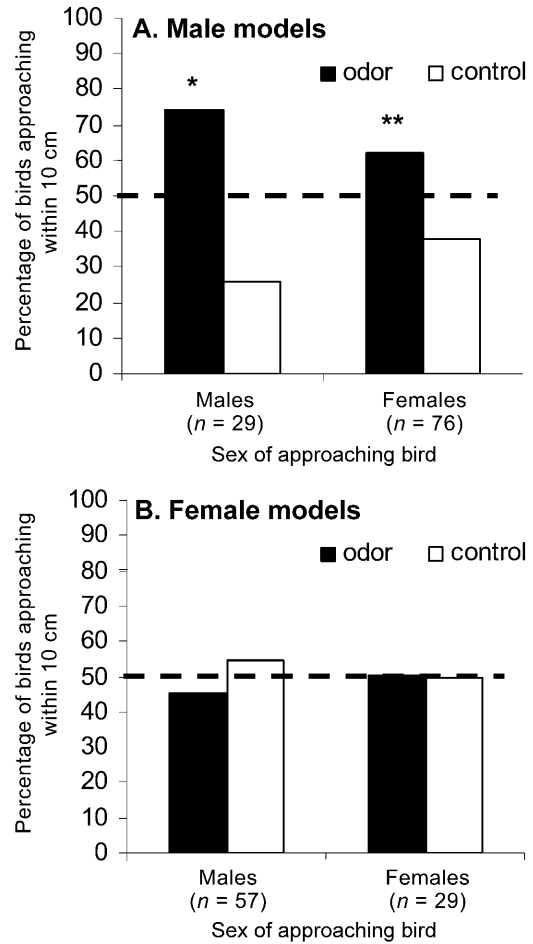 A. Male models
odor
control
*
**
Percentage of birds approaching
within 10 cm
100
90
80
70
60
50
40
30
20
10
0
Males
(n = 29)
Females
(n = 76)
Sex of approaching bird
B. Female models
odor
control
Percentage of birds approaching
within 10 cm
100
90
80
70
60
50
40
30
20
10
0
Males
(n = 57)
Females
(n = 29)
Sex of approaching bird